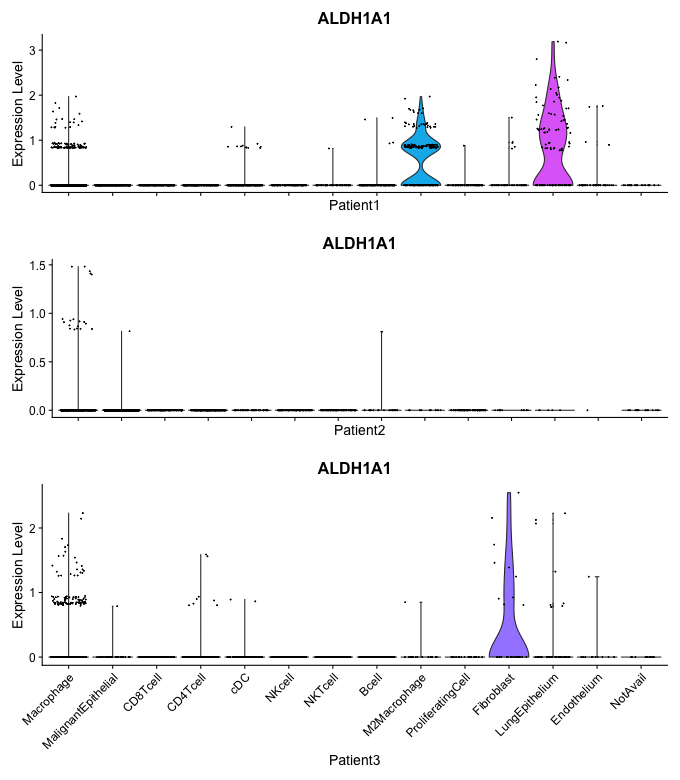 ALDH1A1
Expression Level
3
2
1
0
Patient1
ALDH1A1
Expression Level
1.5
1.0
0.5
0.0
Patient2
ALDH1A1
Expression Level
2
1
0
Macrophage
MalignantEpithelial
CD8Tcell
CD4Tcell
cDC
NKcell
NKTcell
Bcell
M2Macrophage
ProliferatingCell
Fibroblast
LungEpithelium
Endothelium
NotAvail
Patient3